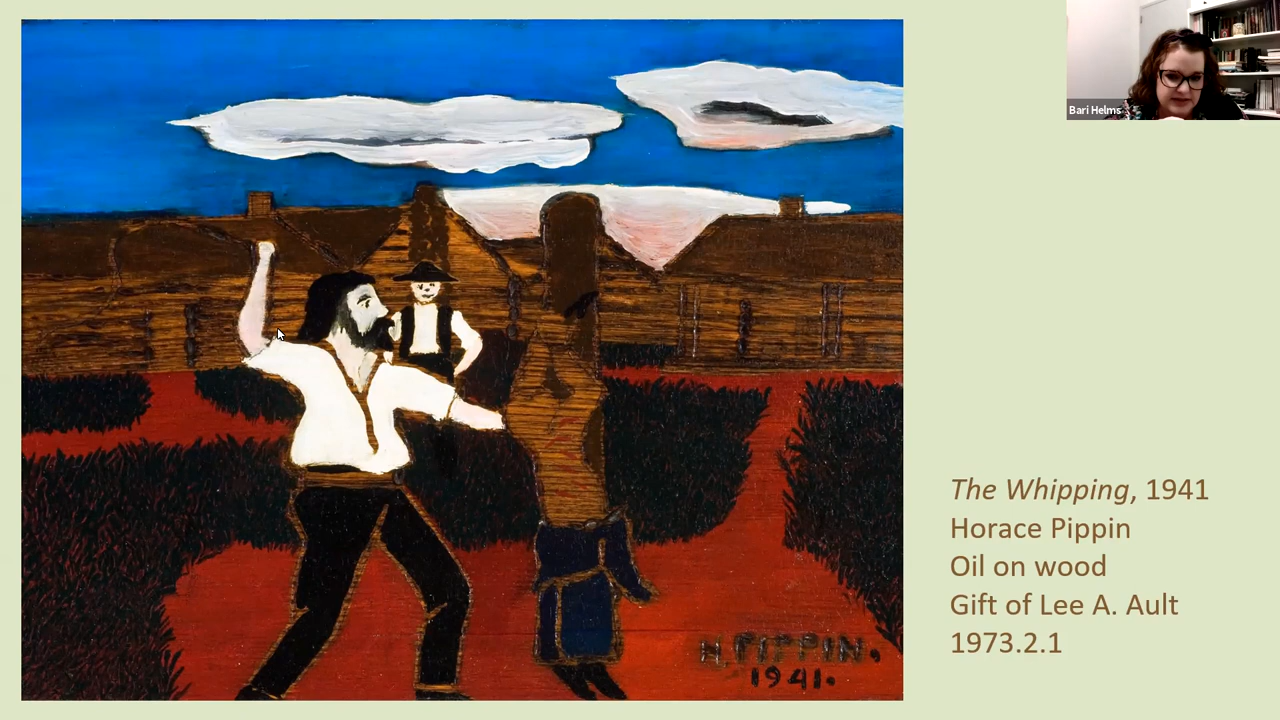 Bari Helms
The Whipping, 1941
Horace Pippin
Oil on wood
Gift of Lee A. Ault
1973.2.1
H. PIPPIN.
1941.